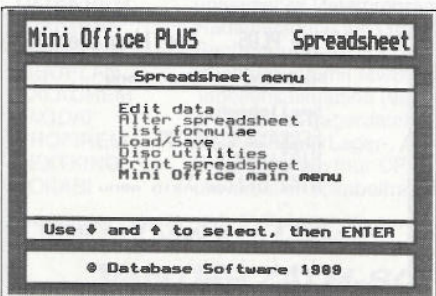 Mini Office PLUS Spreadsheet
Spreadsheet menu
Edit data
Alter spreadsheet
List formulae
Load/Save
Disc utilities
Print spreadsheet
Mini Office main menu
Use ↓ and ↑ to select, then ENTER
© Database Software 1989